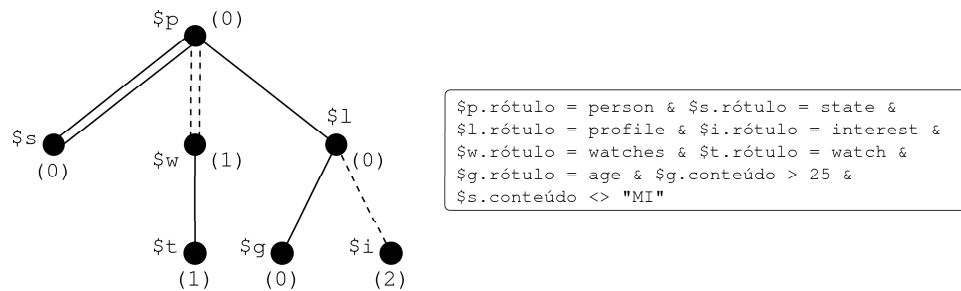 $p (0)
$l
$s
(0)
$w (1)
(0)
$t
(1)
$g
(0)
$i
(2)
$p.rótulo = person & $s.rótulo = state &
$l.rótulo = profile & $i.rótulo = interest &
$w.rótulo = watches & $t.rótulo = watch &
$g.rótulo = age & $g.conteúdo > 25 &
$s.conteúdo <> "MI"